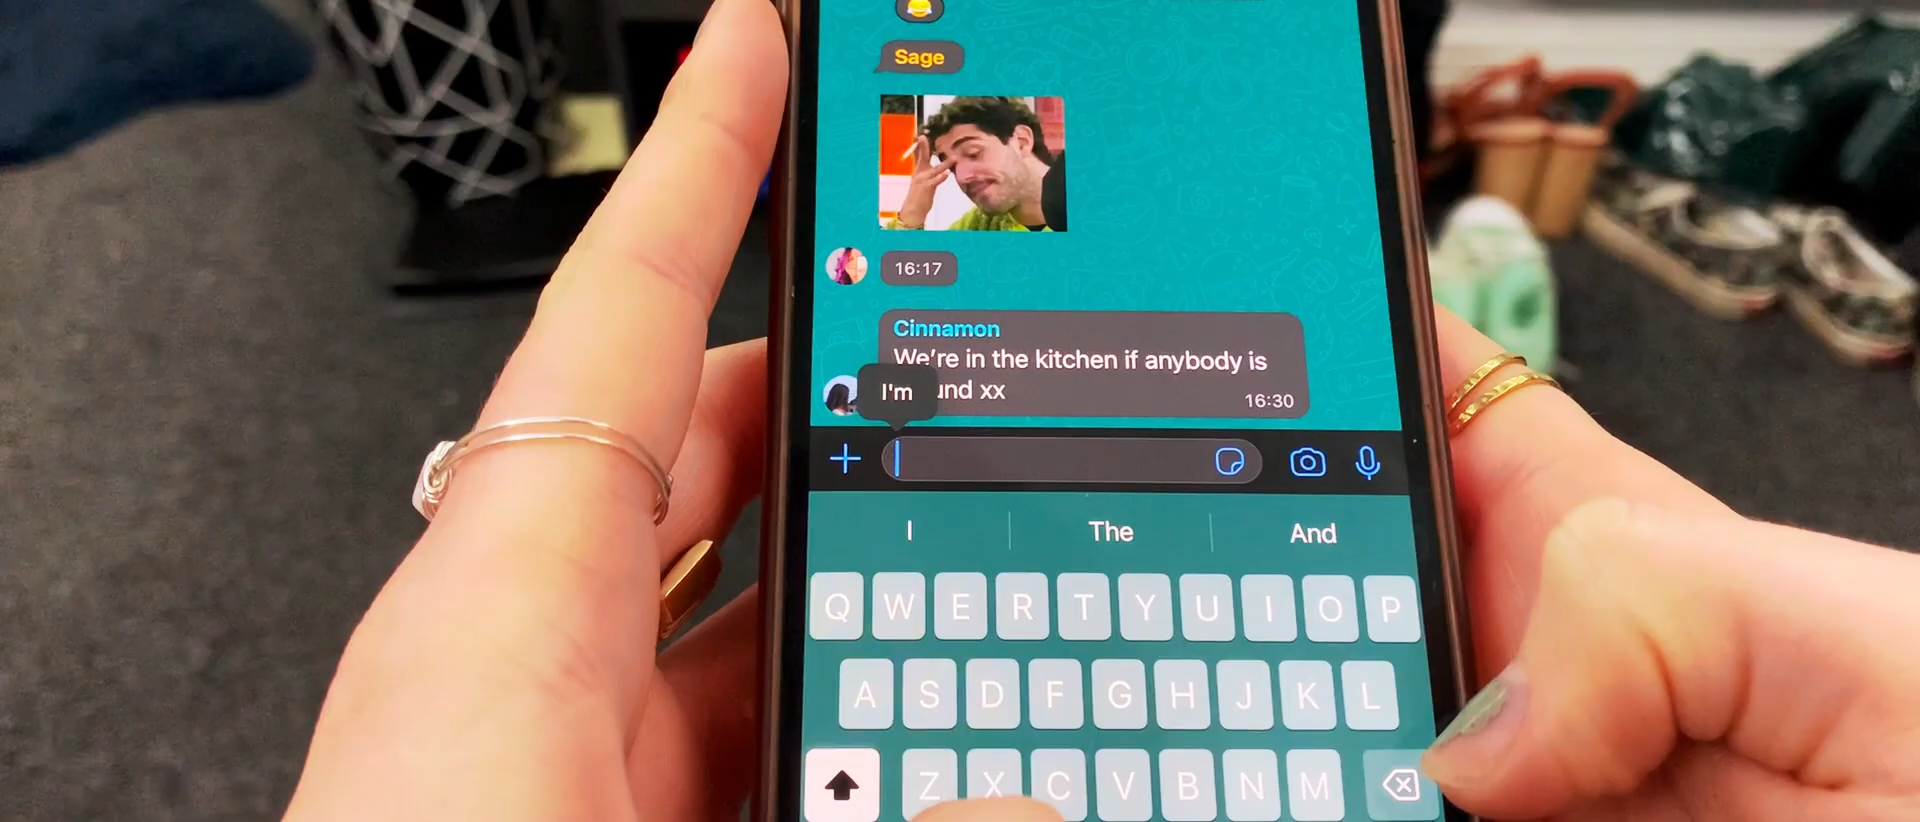 Sage
16:17
Cinnamon
We're in the kitchen if anybody is
und xx
I'm
16:30
I The And
Q W E R T Y U I O P
A S D F G H J K L
Z X C V B N M